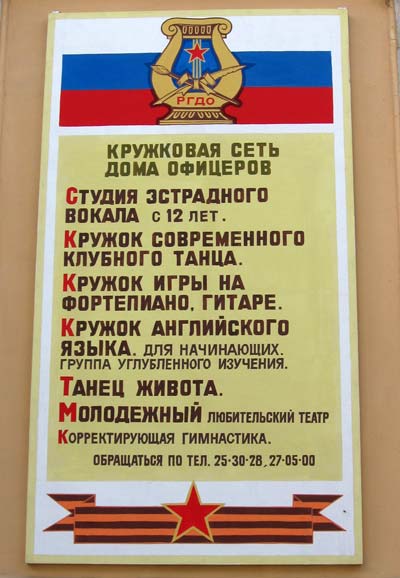 РГДО
КРУЖКОВАЯ СЕТЬ
ДОМА ОФИЦЕРОВ
СТУДИЯ ЭСТРАДНОГО
ВОКАЛА С 12 ЛЕТ.
КРУЖОК СОВРЕМЕННОГО
КЛУБНОГО ТАНЦА.
КРУЖОК ИГРЫ НА
ФОРТЕПИАНО, ГИТАРЕ.
КРУЖОК АНГЛИЙСКОГО
ЯЗЫКА. ДЛЯ НАЧИНАЮЩИХ.
ГРУППА УГЛУБЛЕННОГО ИЗУЧЕНИЯ.
ТАНЕЦ ЖИВОТА.
МОЛОДЕЖНЫЙ ЛЮБИТЕЛЬСКИЙ ТЕАТР
КОРРЕКТИРУЮЩАЯ ГИМНАСТИКА.
ОБРАЩАТЬСЯ ПО ТЕЛ. 25-30-28, 27-05-00